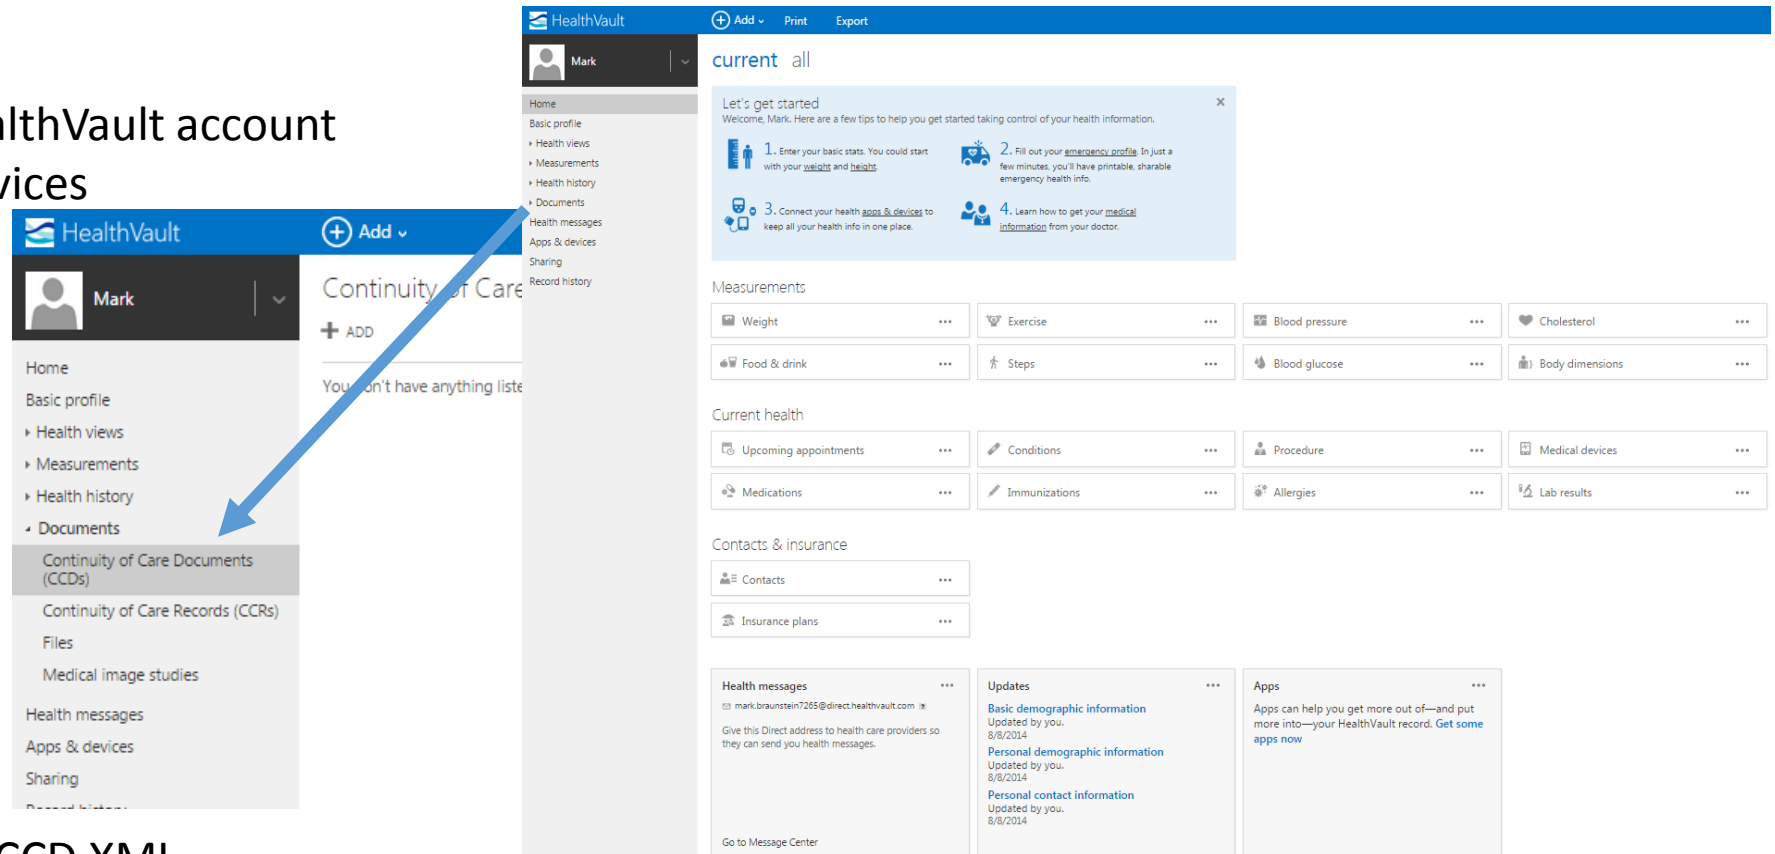 HealthVault account
vices
HealthVault
Add
Mark
Continuity of Care
ADD
You don't have anything liste
Home
Basic profile
Health views
Measurements
Health history
Documents
Continuity of Care Documents
(CCDs)
Continuity of Care Records (CCRs)
Files
Medical image studies
Health messages
Apps & devices
Sharing
Record history
CCD XML
HealthVault
Add Print Export
Mark
current all
Home
Basic profile
Health views
Measurements
Health history
Documents
Health messages
Apps & devices
Sharing
Record history
Let's get started
Welcome, Mark. Here are a few tips to help you get started taking control of your health information.
1. Enter your basic stats. You could start
with your weight and height.
2. Fill out your emergency profile. In just a
few minutes, you'll have printable, sharable
emergency health info.
3. Connect your health apps & devices to
keep all your health info in one place.
4. Learn how to get your medical
information from your doctor.
Measurements
Weight Exercise Blood pressure Cholesterol
Food & drink Steps Blood glucose Body dimensions
Current health
Upcoming appointments Conditions Procedure Medical devices
Medications Immunizations Allergies Lab results
Contacts & insurance
Contacts
Insurance plans
Health messages
mark.braunstein7265@direct.healthvault.com
Give this Direct address to health care providers so
they can send you health messages.
Go to Message Center
Updates
Basic demographic information
Updated by you.
8/8/2014
Personal demographic information
Updated by you.
8/8/2014
Personal contact information
Updated by you.
8/8/2014
Apps
Apps can help you get more out of—and put
more into—your HealthVault record. Get some
apps now